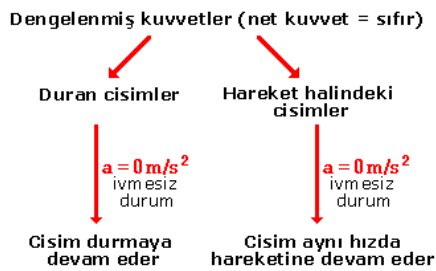 Dengelenmiş kuvvetler (net kuvvet = sıfır)
Duran cisimler
Hareket halindeki
cisimler
a = 0 m/s²
ivmesiz
durum
a = 0 m/s²
ivmesiz
durum
Cisim durmaya
devam eder
Cisim aynı hızda
hareketine devam eder